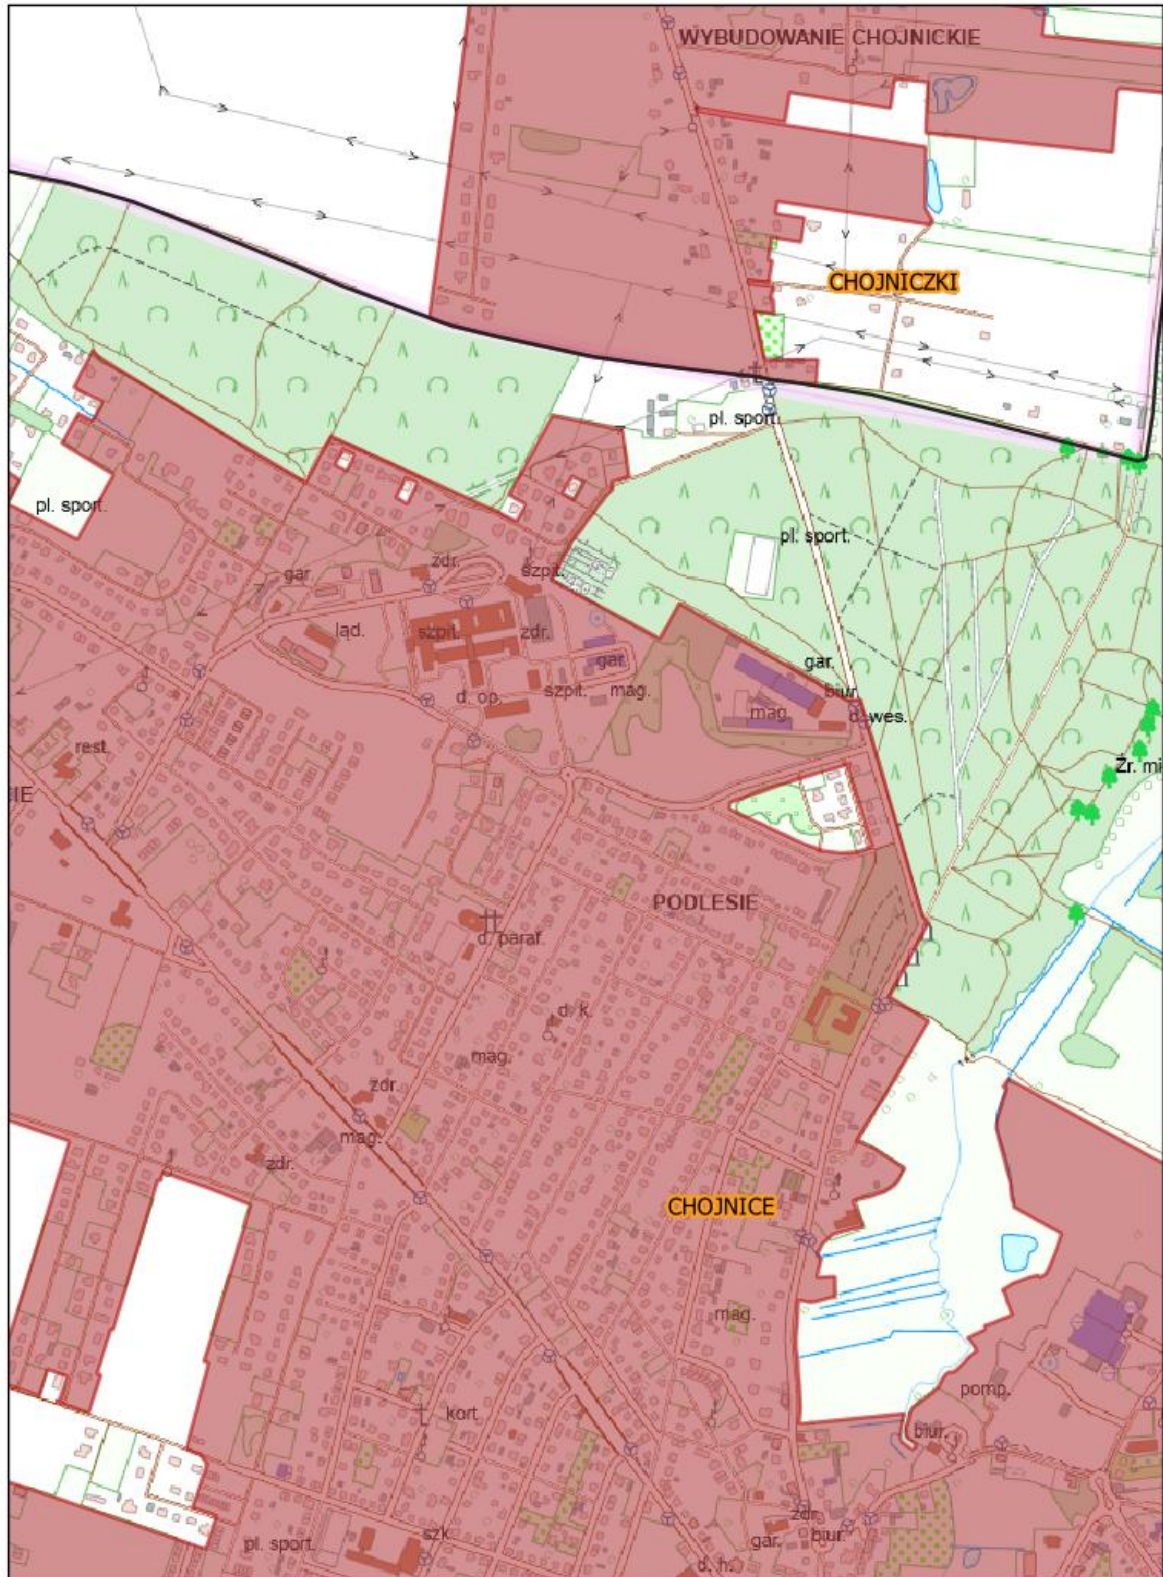 WYBUDOWANIE CHOJNICKIE
CHOJNICZKI
pl. sport.
pl. sport.
pl. sport.
zdr.
szpit.
gar.
ląd.
szpit.
zdr.
gar.
gar.
d. op.
szpit.
mag.
biur.
mag.
d. wes.
rest.
Źr. mi
IE
PODLESIE
d. paraf.
d. k.
mag.
zdr.
mag.
zdr.
CHOJNICE
mag.
pomp.
kort.
biur.
zdr.
szk.
gar.
biur.
pl. sport.
d. h.